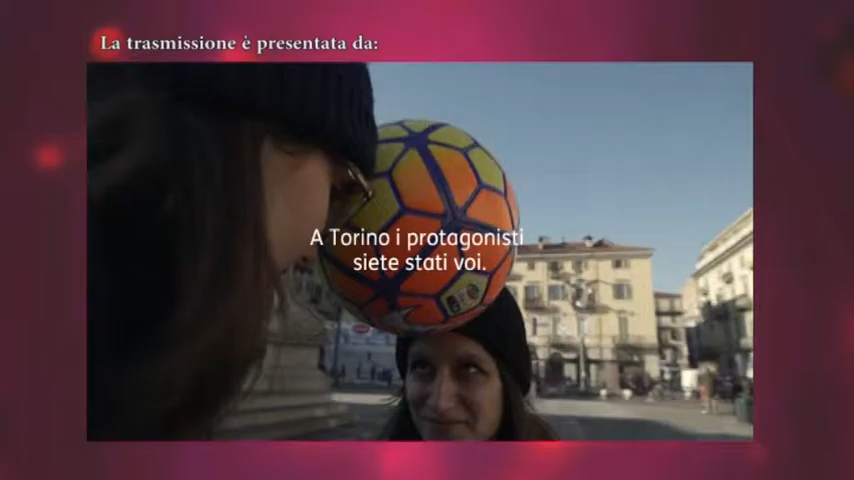 La trasmissione è presentata da:
A Torino i protagonisti
siete stati voi.